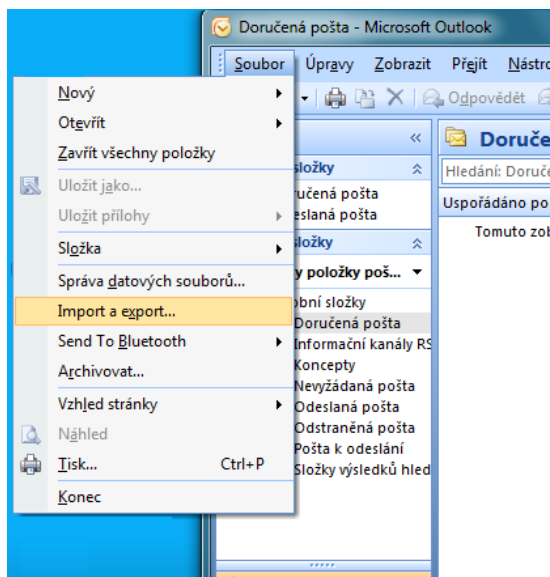 Doručená pošta - Microsoft Outlook
Soubor Úpravy Zobrazit Přejít Nástro
Odpovědět
Nový
Otevřít
Zavřít všechny položky
Uložit jako...
Uložit přílohy
Složka
Správa datových souborů...
Import a export...
Send To Bluetooth
Archivovat...
Vzhled stránky
Náhled
Tisk... Ctrl+P
Konec
«
složky
učená pošta
eslaná pošta
složky
y položky poš...
bní složky
Doručená pošta
Informační kanály RS
Koncepty
Nevyžádaná pošta
Odeslaná pošta
Odstraněná pošta
Pošta k odeslání
Složky výsledků hled
Doruče
Hledání: Doruče
Uspořádáno po
Tomuto zob